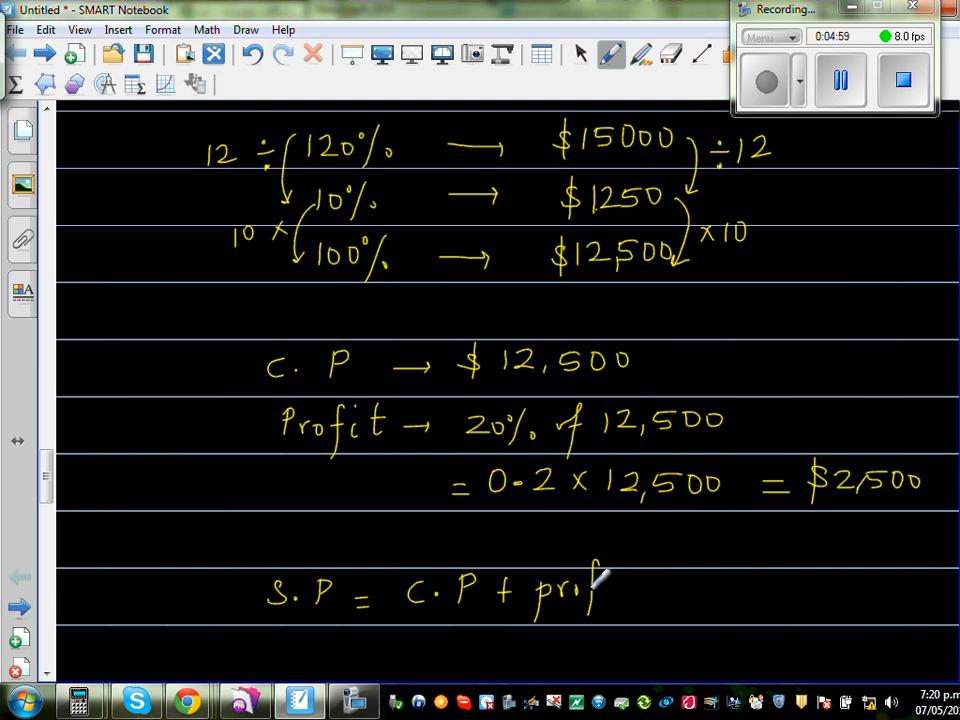 Untitled * - SMART Notebook
Recording...
File Edit View Insert Format Math Draw Help
Menu 0:04:59 8.0 fps
12 ÷ 120% → $15000 ÷12
10% → $1250
10 × 100% → $12,500 ×10
C. P → $ 12,500
Profit → 20% of 12,500
= 0.2 × 12,500 = $2,500
S.P = C.P + prof
7:20 p.m
07/05/20